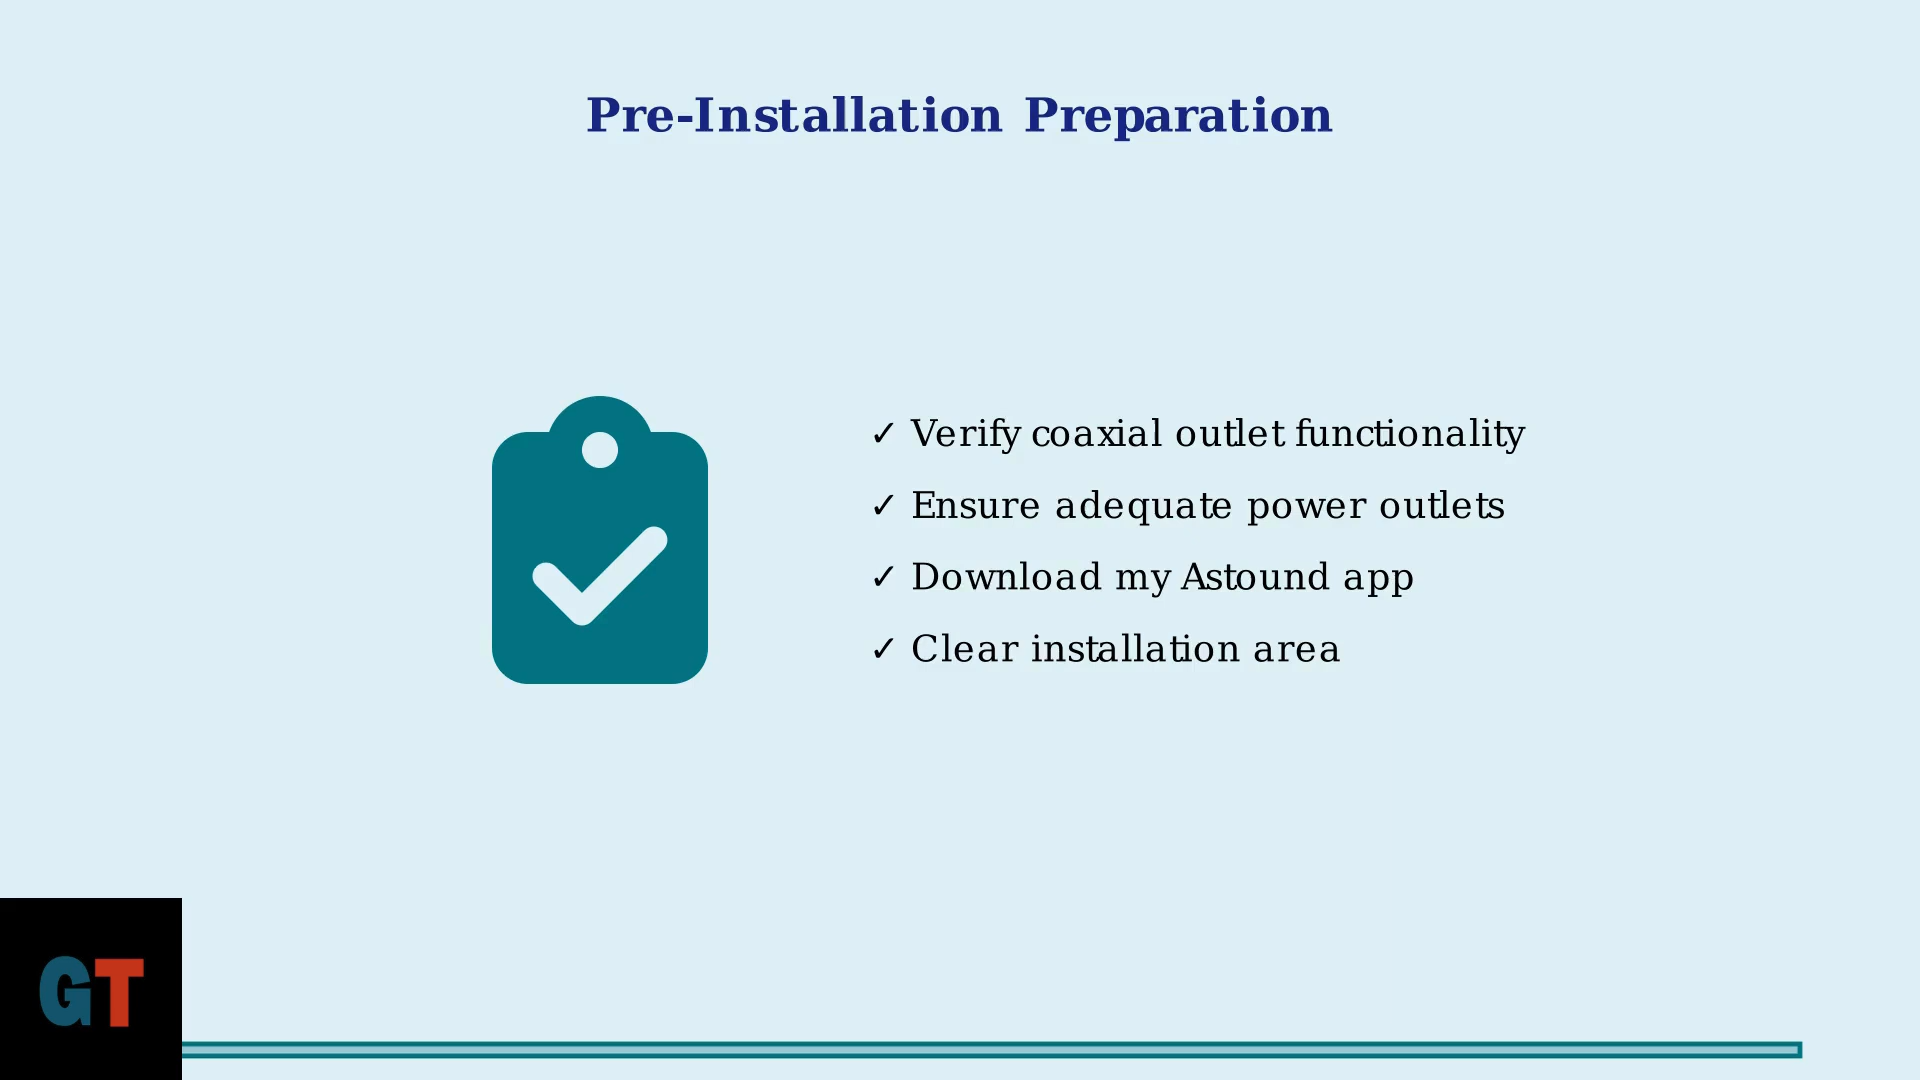 Pre-Installation Preparation
✓ Verify coaxial outlet functionality
✓ Ensure adequate power outlets
✓ Download my Astound app
✓ Clear installation area
GT